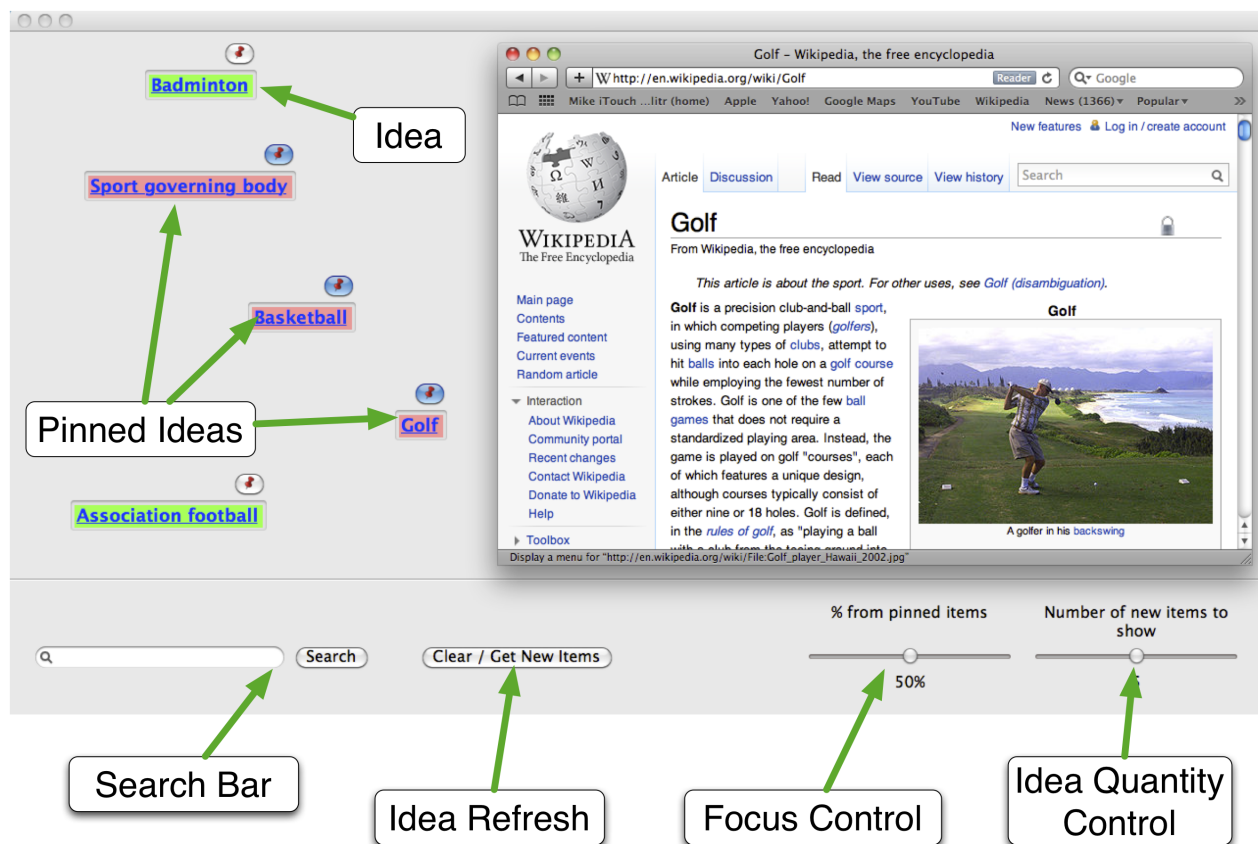 Badminton
Idea
Sport governing body
Basketball
Pinned Ideas
Golf
Association football
Golf – Wikipedia, the free encyclopedia
W http://en.wikipedia.org/wiki/Golf
Reader
Google
Mike iTouch ...litr (home) Apple Yahoo! Google Maps YouTube Wikipedia News (1366) Popular
New features Log in / create account
Article Discussion Read View source View history Search
WIKIPEDIA
The Free Encyclopedia
Main page
Contents
Featured content
Current events
Random article
Interaction
About Wikipedia
Community portal
Recent changes
Contact Wikipedia
Donate to Wikipedia
Help
Toolbox
Golf
From Wikipedia, the free encyclopedia
This article is about the sport. For other uses, see Golf (disambiguation).
Golf is a precision club-and-ball sport,
in which competing players (golfers),
using many types of clubs, attempt to
hit balls into each hole on a golf course
while employing the fewest number of
strokes. Golf is one of the few ball
games that does not require a
standardized playing area. Instead, the
game is played on golf "courses", each
of which features a unique design,
although courses typically consist of
either nine or 18 holes. Golf is defined,
in the rules of golf, as "playing a ball
with a club from the teeing ground into
Golf
A golfer in his backswing
Display a menu for "http://en.wikipedia.org/wiki/File:Golf_player_Hawaii_2002.jpg"
% from pinned items
Number of new items to
show
Search
Clear / Get New Items
50%
Search Bar
Idea Refresh
Focus Control
Idea Quantity
Control